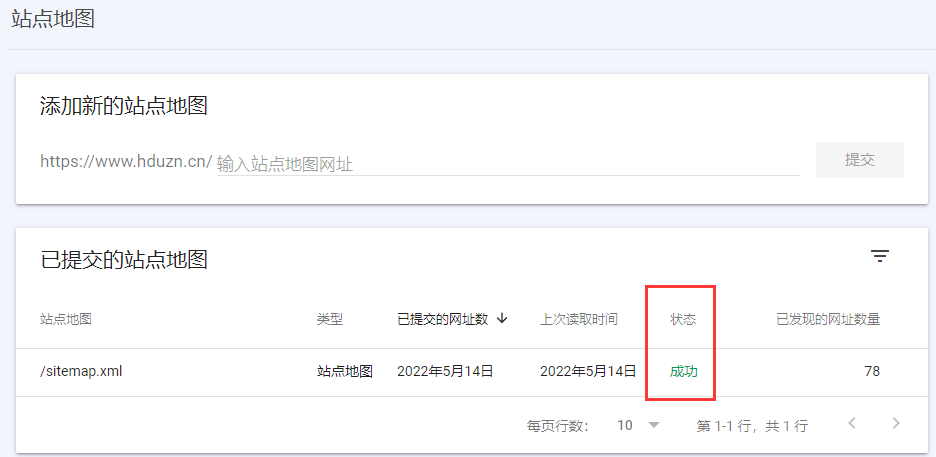 站点地图
添加新的站点地图
https://www.hduzn.cn/ 输入站点地图网址 提交
已提交的站点地图
站点地图 类型 已提交的网址数 上次读取时间 状态 已发现的网址数量
/sitemap.xml 站点地图 2022年5月14日 2022年5月14日 成功 78
每页行数: 10 第 1-1 行，共 1 行